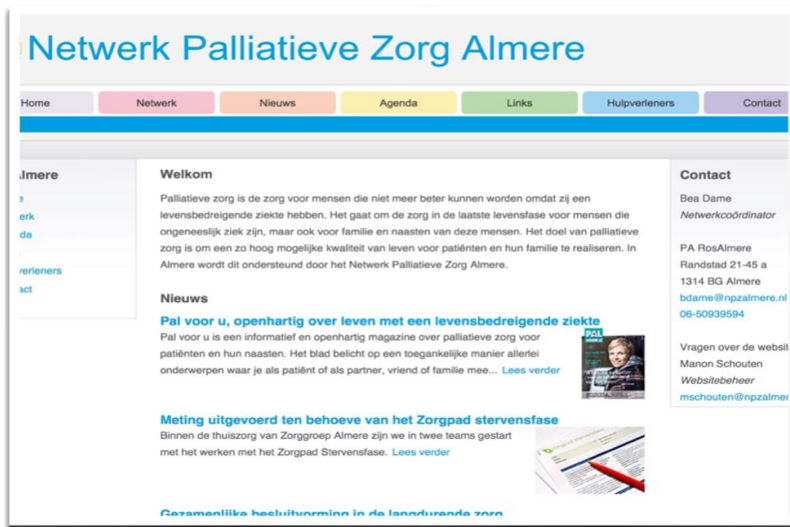 Netwerk Palliatieve Zorg Almere
Home Netwerk Nieuws Agenda Links Hulpverleners Contact
Almere
Welkom
Palliatieve zorg is de zorg voor mensen die niet meer beter kunnen worden omdat zij een
levensbedreigende ziekte hebben. Het gaat om de zorg in de laatste levensfase voor mensen die
ongeneeslijk ziek zijn, maar ook voor familie en naasten van deze mensen. Het doel van palliatieve
zorg is om een zo hoog mogelijke kwaliteit van leven voor patiënten en hun familie te realiseren. In
Almere wordt dit ondersteund door het Netwerk Palliatieve Zorg Almere.
Nieuws
Pal voor u, openhartig over leven met een levensbedreigende ziekte
Pal voor u is een informatief en openhartig magazine over palliatieve zorg voor
patiënten en hun naasten. Het blad belicht op een toegankelijke manier allerlei
onderwerpen waar je als patiënt of als partner, vriend of familie mee... Lees verder
PAL
Meting uitgevoerd ten behoeve van het Zorgpad stervensfase
Binnen de thuiszorg van Zorggroep Almere zijn we in twee teams gestart
met het werken met het Zorgpad Stervensfase. Lees verder
Gezamenlijke besluitvorming in de langdurende zorg
Contact
Bea Dame
Netwerkcoördinator
PA RosAlmere
Randstad 21-45 a
1314 BG Almere
bdame@npzalmere.nl
06-50939594
Vragen over de websit
Manon Schouten
Websitebeheer
mschouten@npzalmer